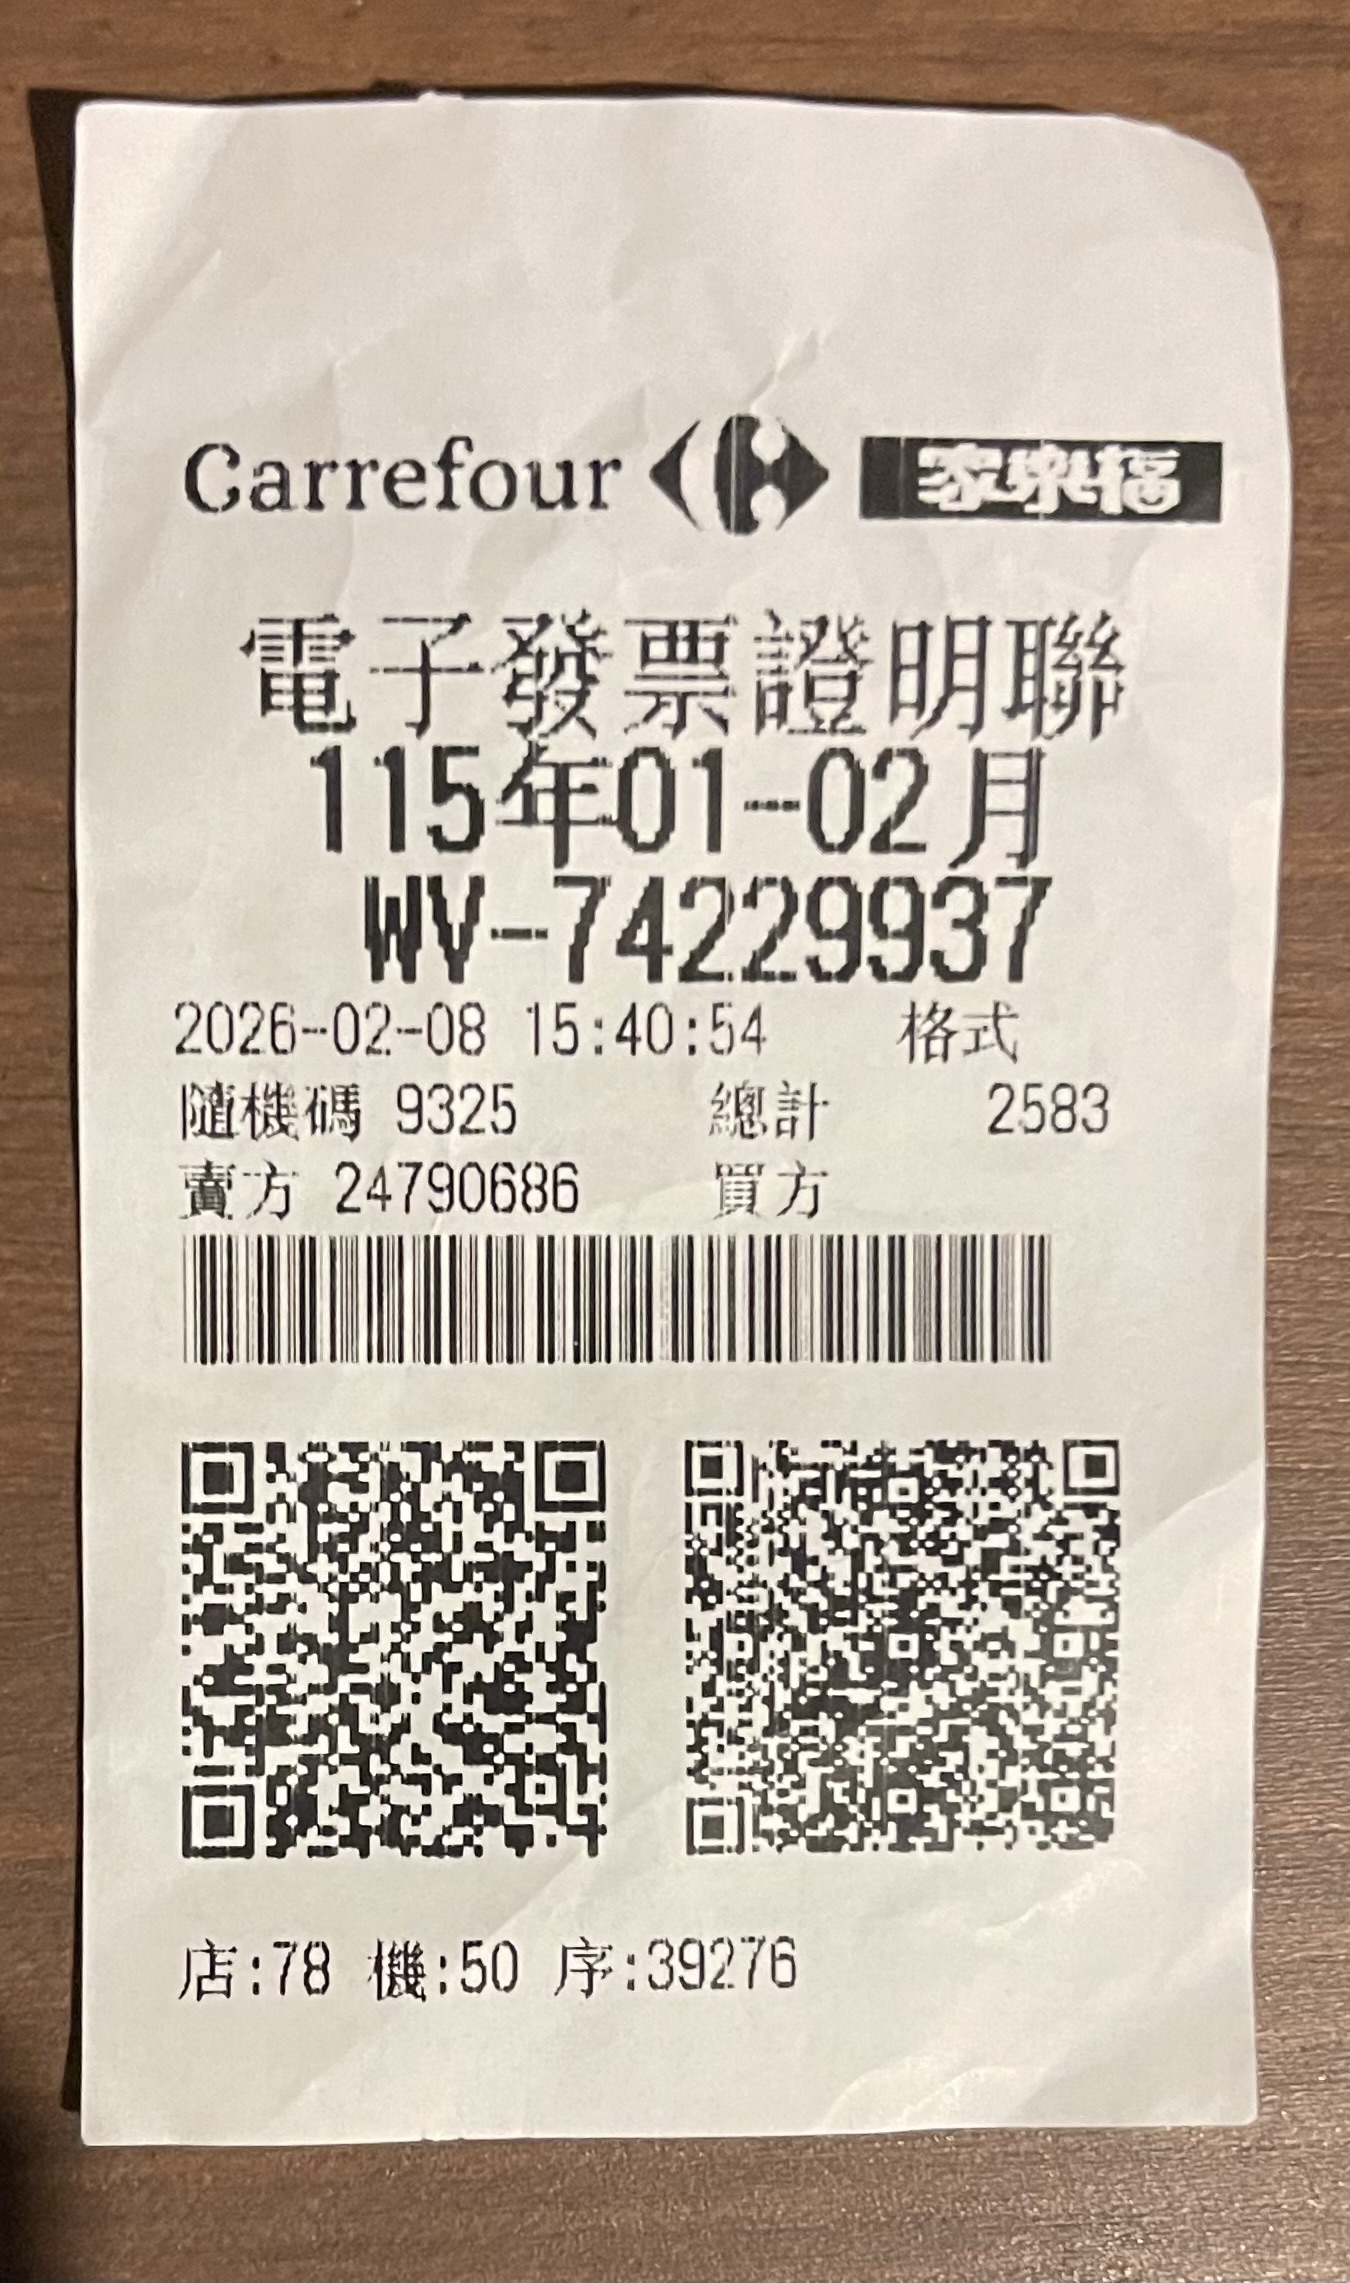 Carrefour 家樂福
電子發票證明聯
115年01-02月
WV-74229937
2026-02-08 15:40:54 格式
隨機碼 9325 總計 2583
賣方 24790686 買方
店:78 機:50 序:39276